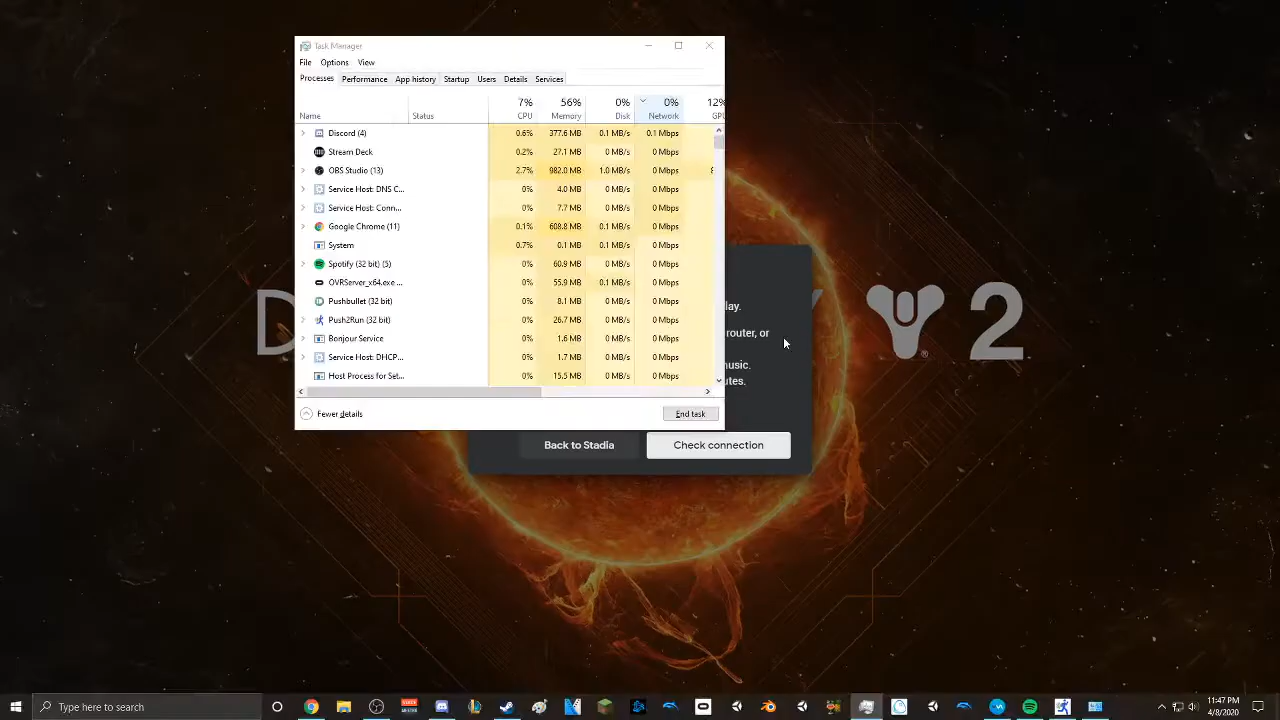 Task Manager
File Options View
Processes Performance App history Startup Users Details Services
7% 56% 0% 0% 12%
Name Status CPU Memory Disk Network
Discord (4) 0.6% 377.6 MB 0.1 MB/s 0.1 Mbps
Stream Deck 0.2% 27.1 MB 0 MB/s 0 Mbps
OBS Studio (13) 2.7% 982.0 MB 1.0 MB/s 0 Mbps
Service Host: DNS C... 0% 4.0 MB 0 MB/s 0 Mbps
Service Host: Conn... 0% 7.7 MB 0 MB/s 0 Mbps
Google Chrome (11) 0.1% 608.8 MB 0 MB/s 0 Mbps
System 0.7% 0.1 MB 0.1 MB/s 0 Mbps
Spotify (32 bit) (5) 0% 60.9 MB 0 MB/s 0 Mbps
OVRServer_x64.exe ... 0% 55.9 MB 0.1 MB/s 0 Mbps
Pushbullet (32 bit) 0% 8.1 MB 0 MB/s 0 Mbps
Push2Run (32 bit) 0% 26.7 MB 0 MB/s 0 Mbps
Bonjour Service 0% 1.6 MB 0 MB/s 0 Mbps
Service Host: DHCP... 0% 1.7 MB 0 MB/s 0 Mbps
Host Process for Set... 0% 15.5 MB 0 MB/s 0 Mbps
Fewer details End task
D 2
router, or
Back to Stadia Check connection
Type here to search
11:47 PM
4/8/2020